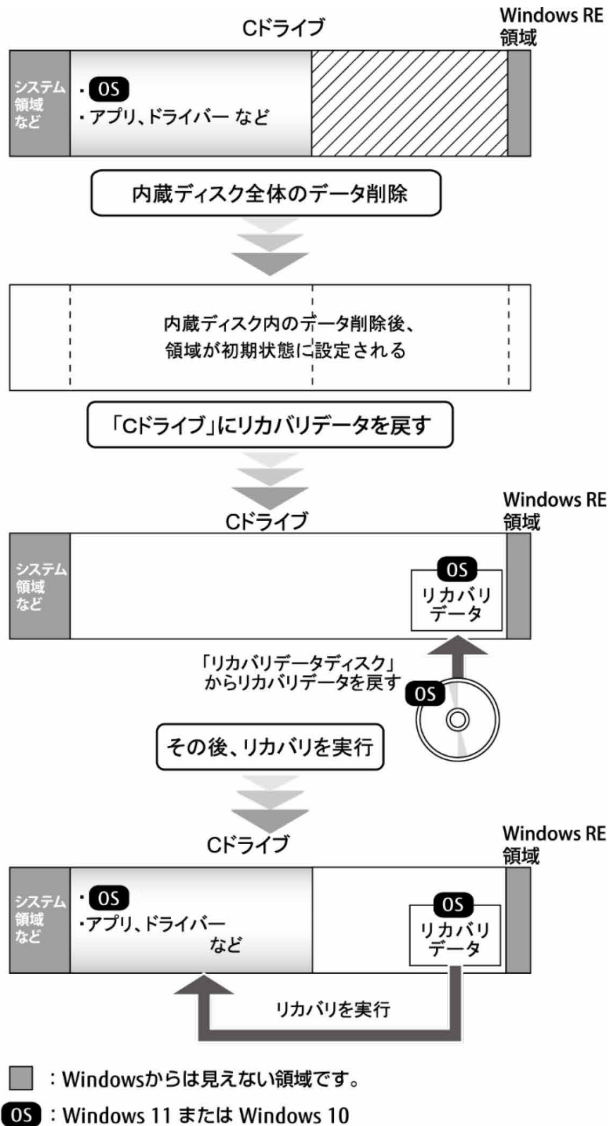 Cドライブ
Windows RE
領域
システム
領域
など
・OS
・アプリ、ドライバー など
内蔵ディスク全体のデータ削除
内蔵ディスク内のデータ削除後、
領域が初期状態に設定される
「Cドライブ」にリカバリデータを戻す
Cドライブ
Windows RE
領域
システム
領域
など
OS
リカバリ
データ
「リカバリデータディスク」
からリカバリデータを戻す
OS
その後、リカバリを実行
Cドライブ
Windows RE
領域
システム
領域
など
・OS
・アプリ、ドライバー
など
OS
リカバリ
データ
リカバリを実行
：Windowsからは見えない領域です。
OS：Windows 11 または Windows 10